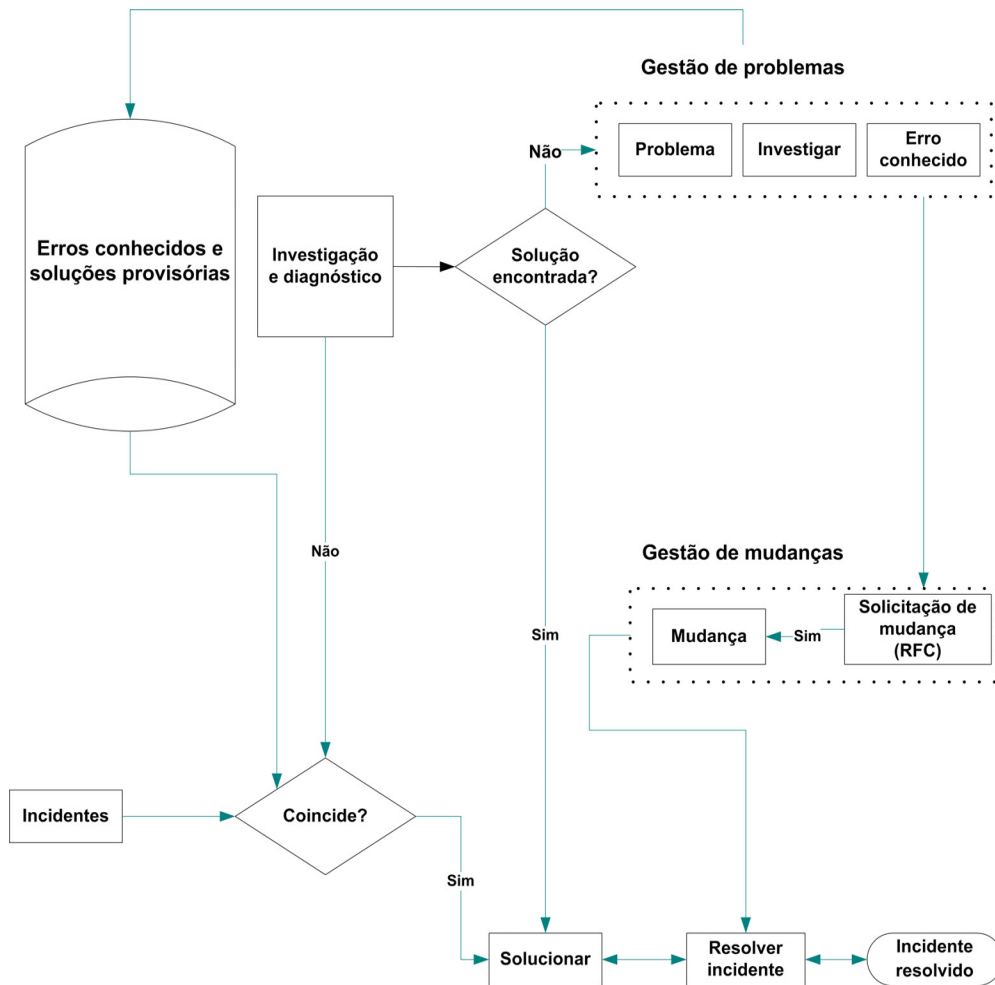 Gestão de problemas
Problema
Investigar
Erro
conhecido
Não
Erros conhecidos e
soluções provisórias
Investigação
e diagnóstico
Solução
encontrada?
Não
Gestão de mudanças
Solicitação de
mudança
(RFC)
Sim
Mudança
Sim
Incidentes
Coincide?
Sim
Solucionar
Resolver
incidente
Incidente
resolvido